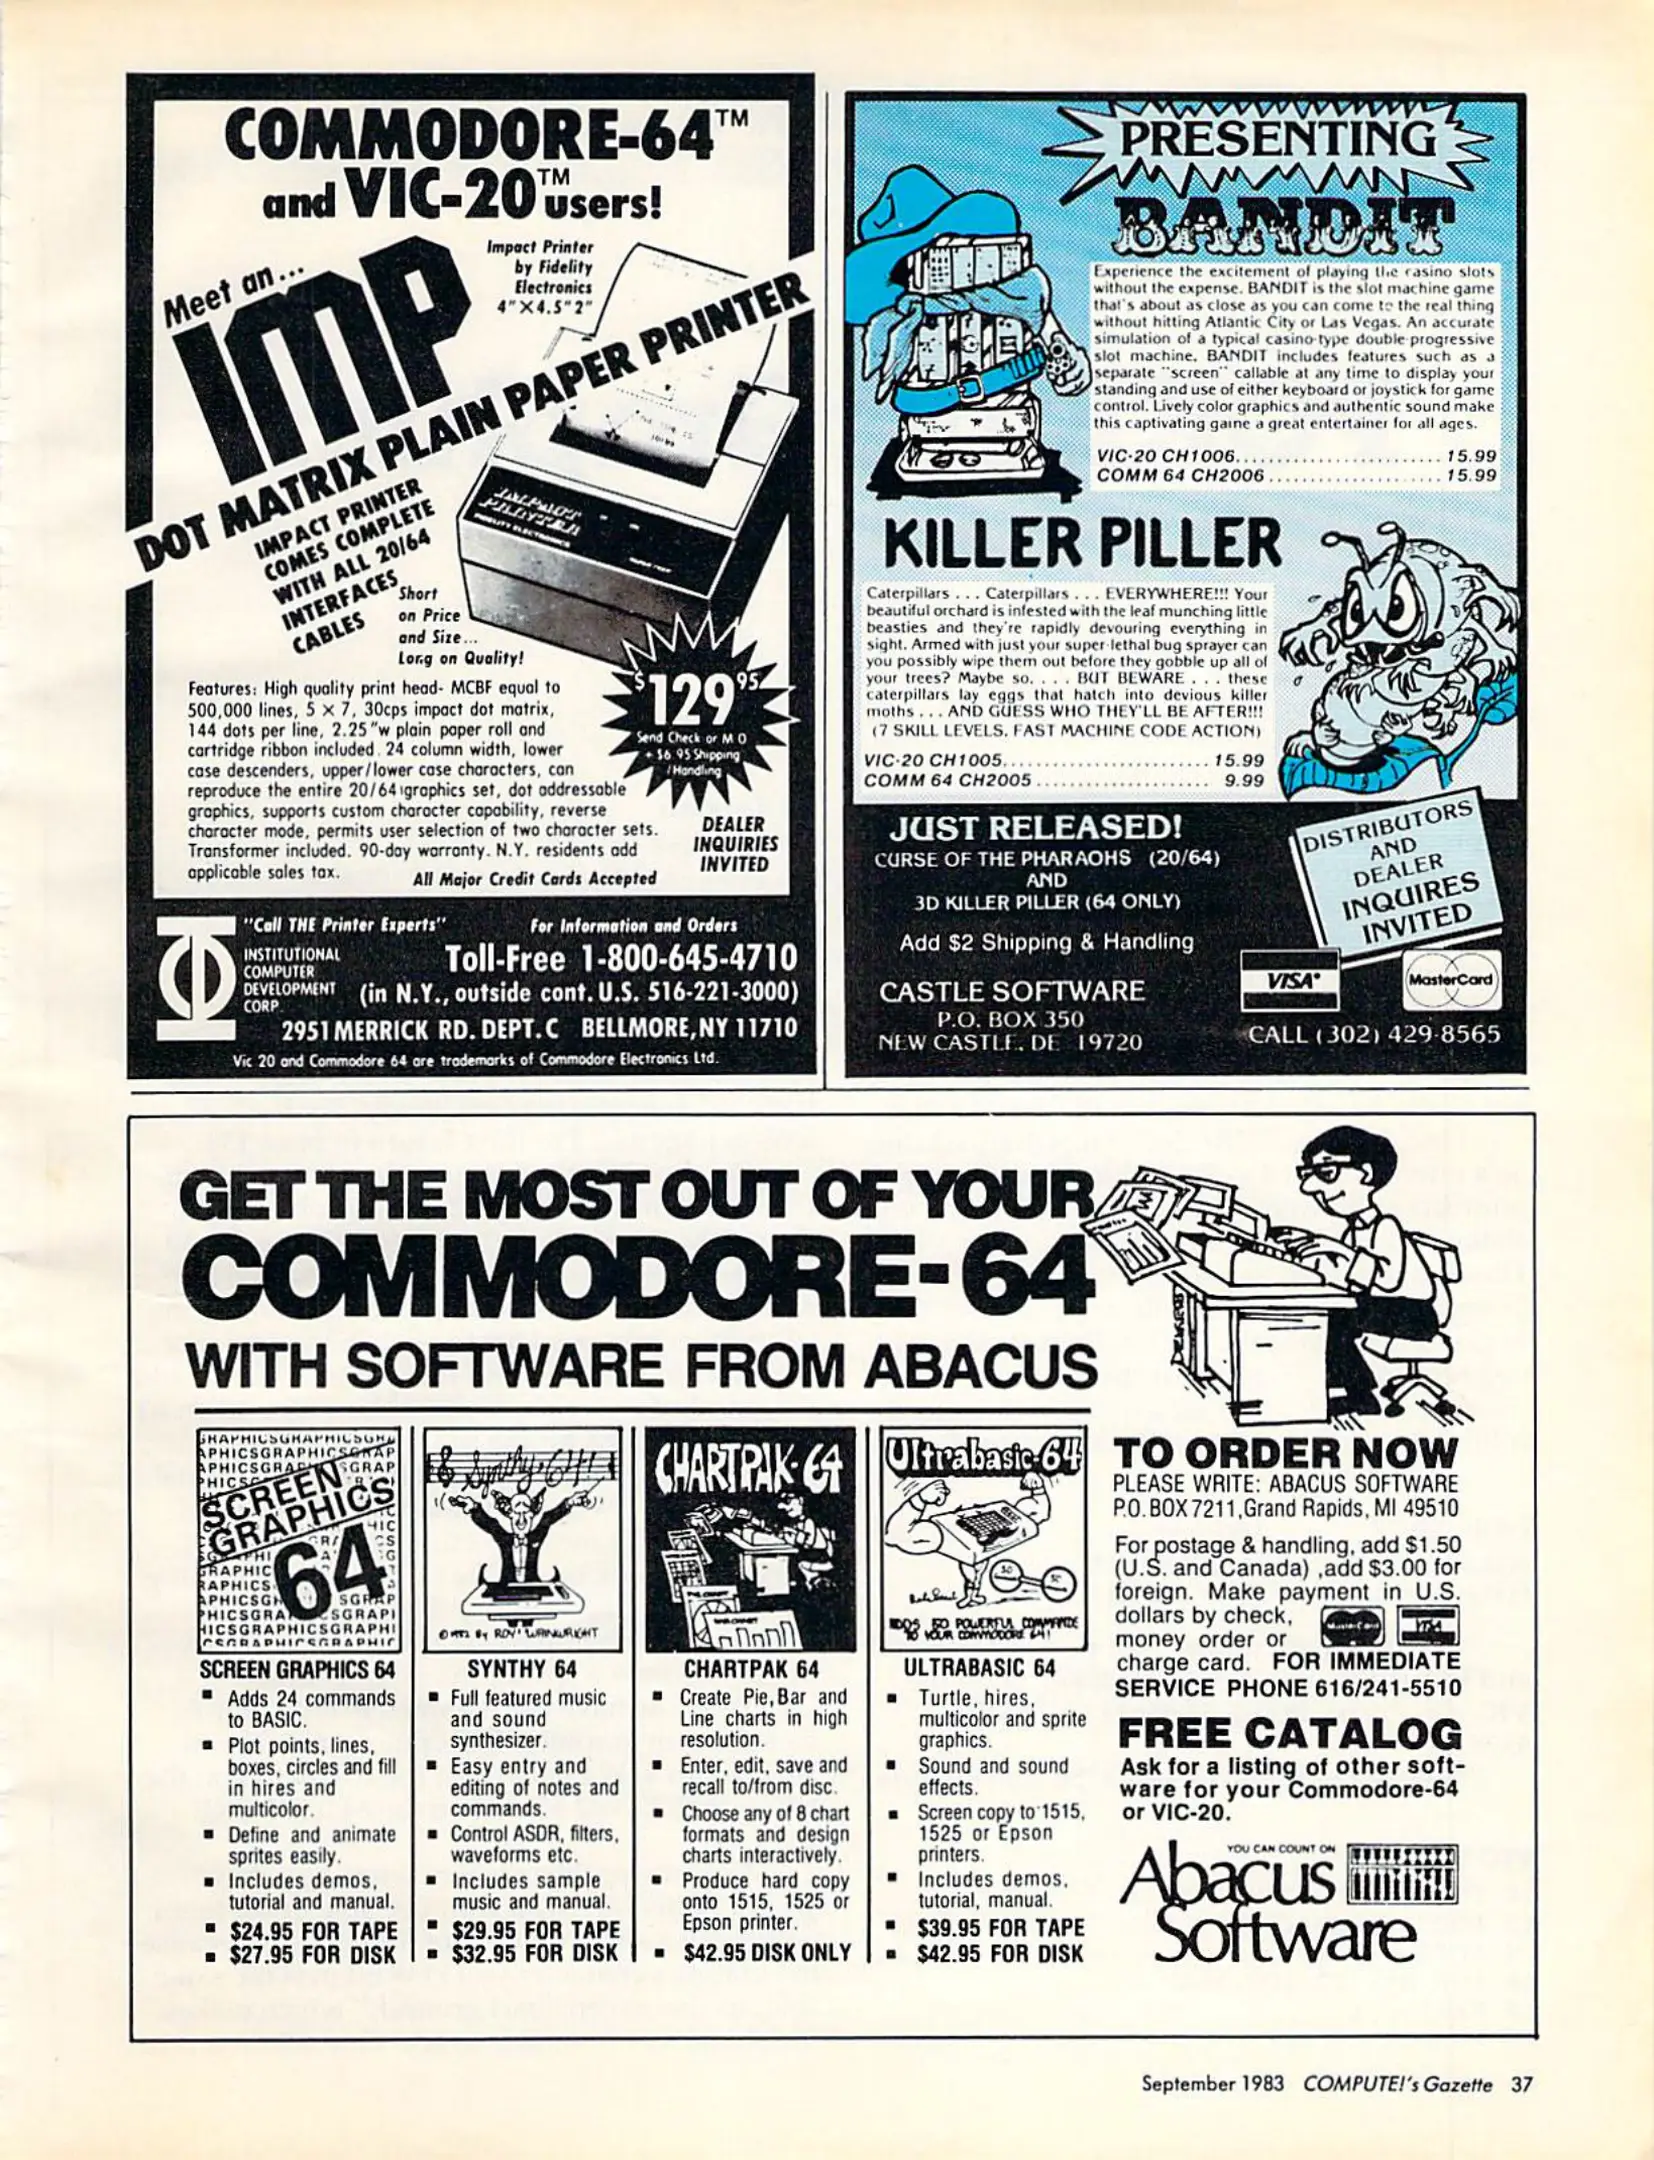 COMMODORE-64™
and VIC-20™ users!
Meet an...
IMP
Impact Printer
by Fidelity
Electronics
4"X4.5"2"
DOT MATRIX PLAIN PAPER PRINTER
IMPACT PRINTER
COMES COMPLETE
WITH ALL 20/64
INTERFACES
CABLES
IMPACT
PRINTER
FIDELITY ELECTRONICS
Short
on Price
and Size...
Long on Quality!
$129 95
Send Check or M O
+ $6 95 Shipping
/Handling
Features: High quality print head- MCBF equal to
500,000 lines, 5 × 7, 30cps impact dot matrix,
144 dots per line, 2.25"w plain paper roll and
cartridge ribbon included. 24 column width, lower
case descenders, upper/lower case characters, can
reproduce the entire 20/64 graphics set, dot addressable
graphics, supports custom character capability, reverse
character mode, permits user selection of two character sets.
Transformer included. 90-day warranty. N.Y. residents add
applicable sales tax.
All Major Credit Cards Accepted
DEALER
INQUIRIES
INVITED
"Call THE Printer Experts"
For Information and Orders
INSTITUTIONAL
COMPUTER
DEVELOPMENT
CORP.
Toll-Free 1-800-645-4710
(in N.Y., outside cont. U.S. 516-221-3000)
2951 MERRICK RD. DEPT. C BELLMORE, NY 11710
Vic 20 and Commodore 64 are trademarks of Commodore Electronics Ltd.
PRESENTING
BANDIT
Experience the excitement of playing the casino slots
without the expense. BANDIT is the slot machine game
that's about as close as you can come to the real thing
without hitting Atlantic City or Las Vegas. An accurate
simulation of a typical casino-type double-progressive
slot machine, BANDIT includes features such as a
separate "screen" callable at any time to display your
standing and use of either keyboard or joystick for game
control. Lively color graphics and authentic sound make
this captivating game a great entertainer for all ages.
VIC-20 CH1006......................... 15.99
COMM 64 CH2006..................... 15.99
KILLER PILLER
Caterpillars . . . Caterpillars . . . EVERYWHERE!!! Your
beautiful orchard is infested with the leaf munching little
beasties and they're rapidly devouring everything in
sight. Armed with just your super-lethal bug sprayer can
you possibly wipe them out before they gobble up all of
your trees? Maybe so. . . . BUT BEWARE . . . these
caterpillars lay eggs that hatch into devious killer
moths . . . AND GUESS WHO THEY'LL BE AFTER!!!
(7 SKILL LEVELS, FAST MACHINE CODE ACTION)
VIC-20 CH1005......................... 15.99
COMM 64 CH2005..................... 9.99
JUST RELEASED!
CURSE OF THE PHARAOHS (20/64)
AND
3D KILLER PILLER (64 ONLY)
Add $2 Shipping & Handling
DISTRIBUTORS
AND
DEALER
INQUIRES
INVITED
VISA
MasterCard
CASTLE SOFTWARE
P.O. BOX 350
NEW CASTLE, DE 19720
CALL (302) 429-8565
GET THE MOST OUT OF YOUR
COMMODORE-64
WITH SOFTWARE FROM ABACUS
SCREEN
GRAPHICS
64
SCREEN GRAPHICS 64
▪ Adds 24 commands
to BASIC.
▪ Plot points, lines,
boxes, circles and fill
in hires and
multicolor.
▪ Define and animate
sprites easily.
▪ Includes demos,
tutorial and manual.
▪ $24.95 FOR TAPE
▪ $27.95 FOR DISK
Synthy-64!
© 1982 By ROY WAINWRIGHT
SYNTHY 64
▪ Full featured music
and sound
synthesizer.
▪ Easy entry and
editing of notes and
commands.
▪ Control ASDR, filters,
waveforms etc.
▪ Includes sample
music and manual.
▪ $29.95 FOR TAPE
▪ $32.95 FOR DISK
CHARTPAK-64
CHARTPAK 64
▪ Create Pie, Bar and
Line charts in high
resolution.
▪ Enter, edit, save and
recall to/from disc.
▪ Choose any of 8 chart
formats and design
charts interactively.
▪ Produce hard copy
onto 1515, 1525 or
Epson printer.
▪ $42.95 DISK ONLY
Ultrabasic-64
ADDS 50 POWERFUL COMMANDS
TO YOUR COMMODORE 64!
ULTRABASIC 64
▪ Turtle, hires,
multicolor and sprite
graphics.
▪ Sound and sound
effects.
▪ Screen copy to 1515,
1525 or Epson
printers.
▪ Includes demos,
tutorial, manual.
▪ $39.95 FOR TAPE
▪ $42.95 FOR DISK
TO ORDER NOW
PLEASE WRITE: ABACUS SOFTWARE
P.O. BOX 7211, Grand Rapids, MI 49510
For postage & handling, add $1.50
(U.S. and Canada) ,add $3.00 for
foreign. Make payment in U.S.
dollars by check,
money order or
charge card. FOR IMMEDIATE
SERVICE PHONE 616/241-5510
FREE CATALOG
Ask for a listing of other soft-
ware for your Commodore-64
or VIC-20.
YOU CAN COUNT ON
Abacus
Software
September 1983 COMPUTE!'s Gazette 37